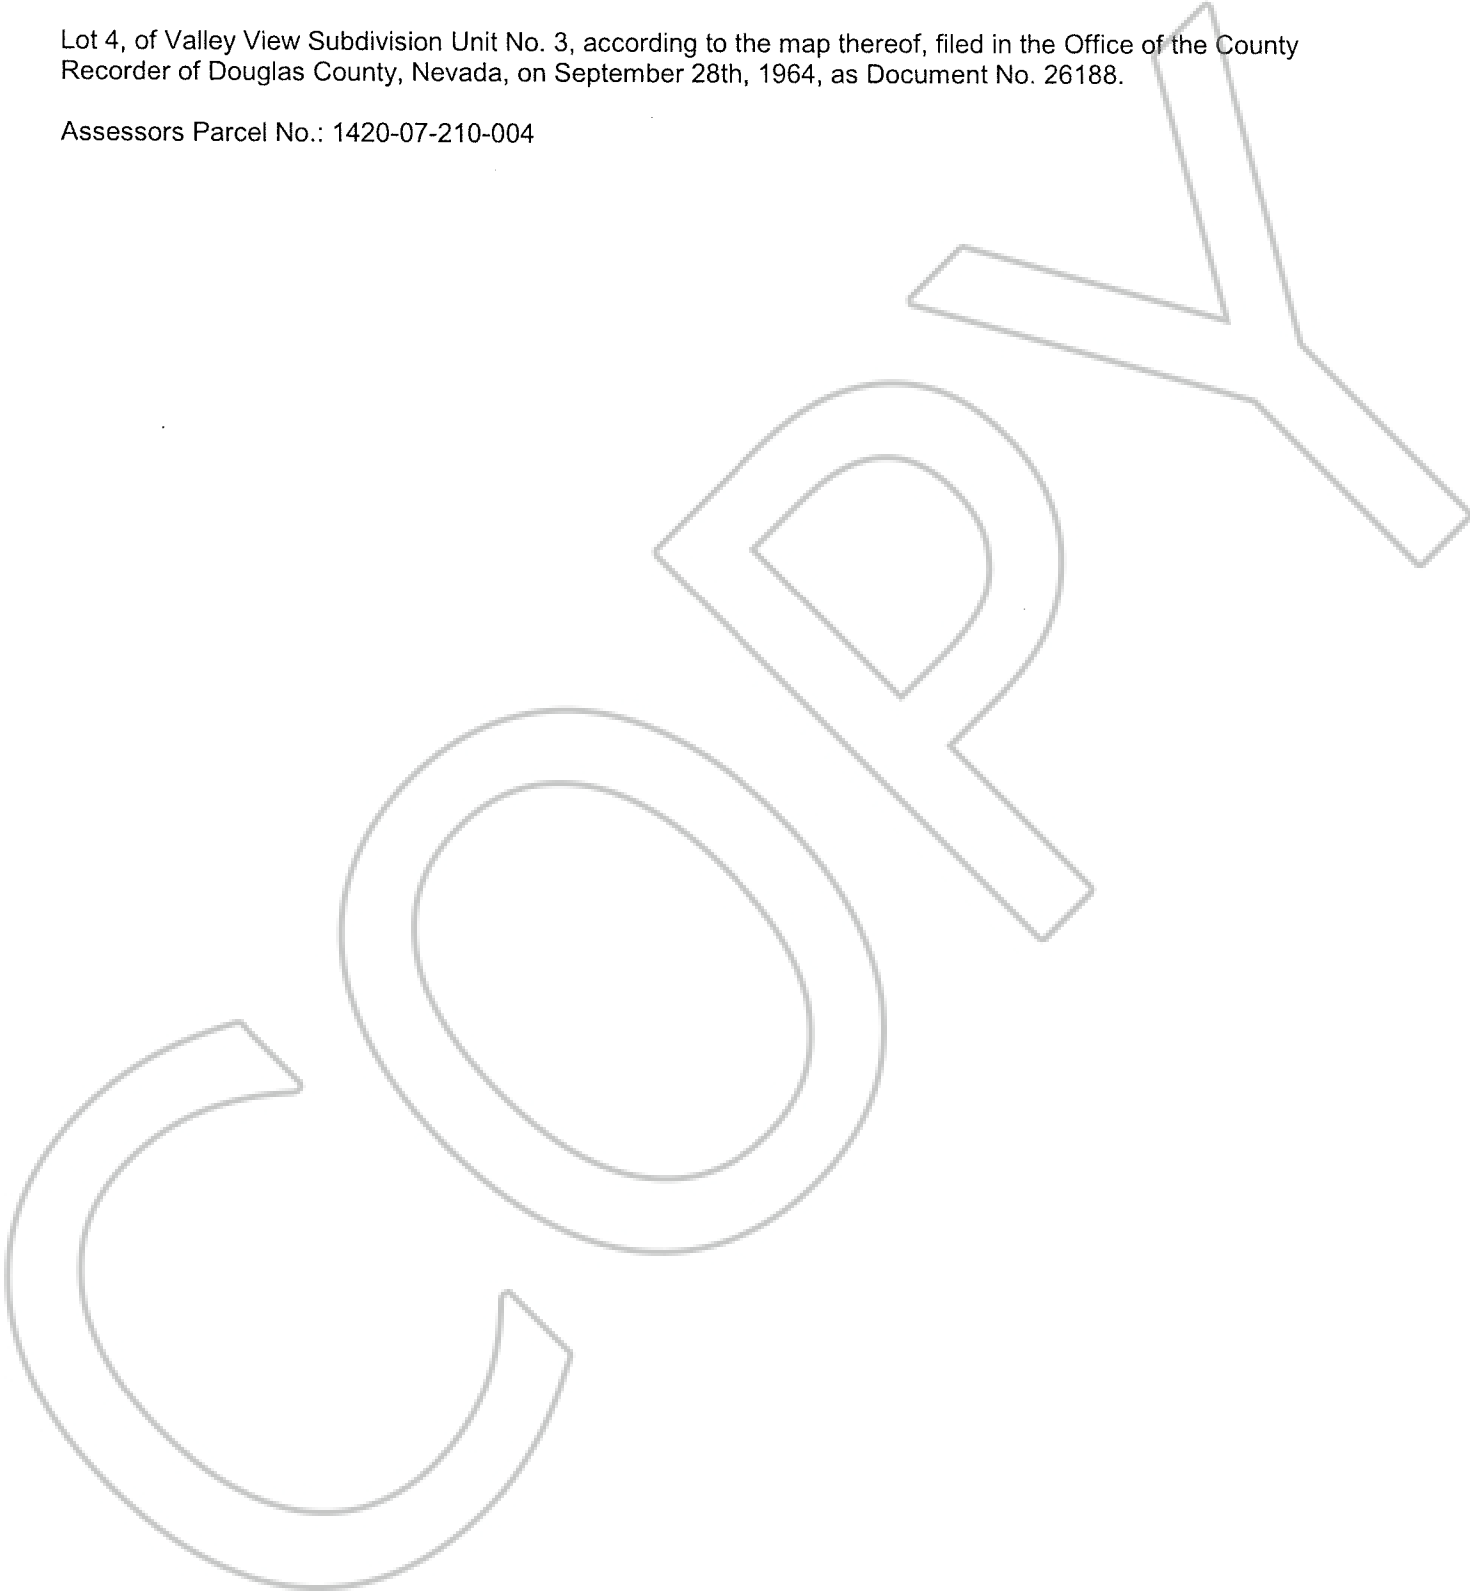 Lot 4, of Valley View Subdivision Unit No. 3, according to the map thereof, filed in the Office of the County
Recorder of Douglas County, Nevada, on September 28th, 1964, as Document No. 26188.
Assessors Parcel No.: 1420-07-210-004
COPY